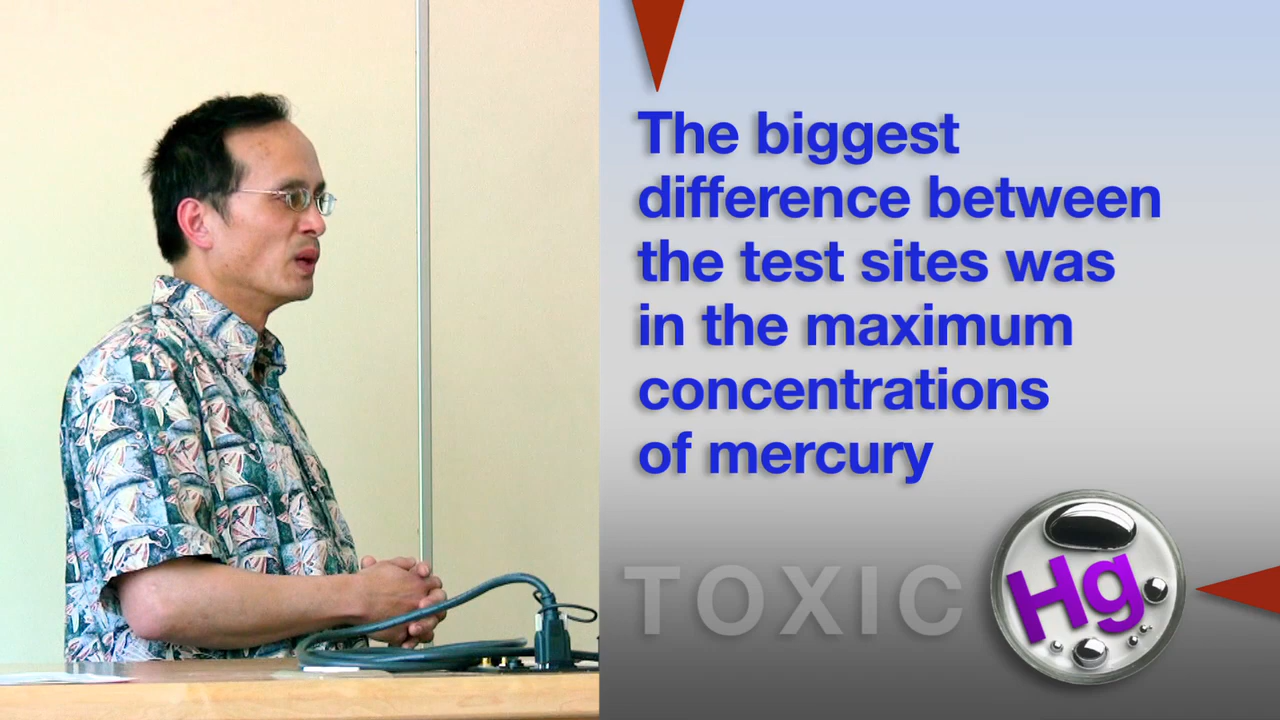 The biggest
difference between
the test sites was
in the maximum
concentrations
of mercury
TOXIC
Hg